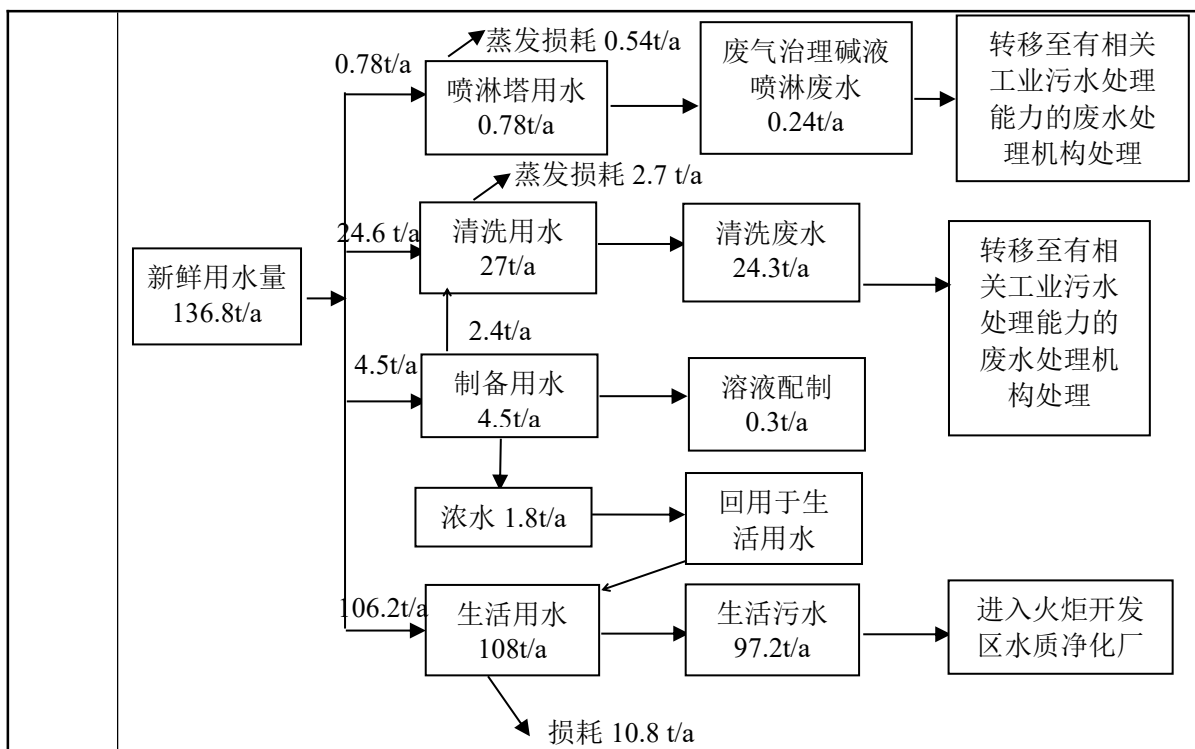 蒸发损耗 0.54t/a
0.78t/a
喷淋塔用水
0.78t/a
废气治理碱液
喷淋废水
0.24t/a
转移至有相关
工业污水处理
能力的废水处
理机构处理
蒸发损耗 2.7 t/a
24.6 t/a
清洗用水
27t/a
清洗废水
24.3t/a
转移至有相
关工业污水
处理能力的
废水处理机
构处理
新鲜用水量
136.8t/a
2.4t/a
4.5t/a
制备用水
4.5t/a
溶液配制
0.3t/a
浓水 1.8t/a
回用于生
活用水
106.2t/a
生活用水
108t/a
生活污水
97.2t/a
进入火炬开发
区水质净化厂
损耗 10.8 t/a